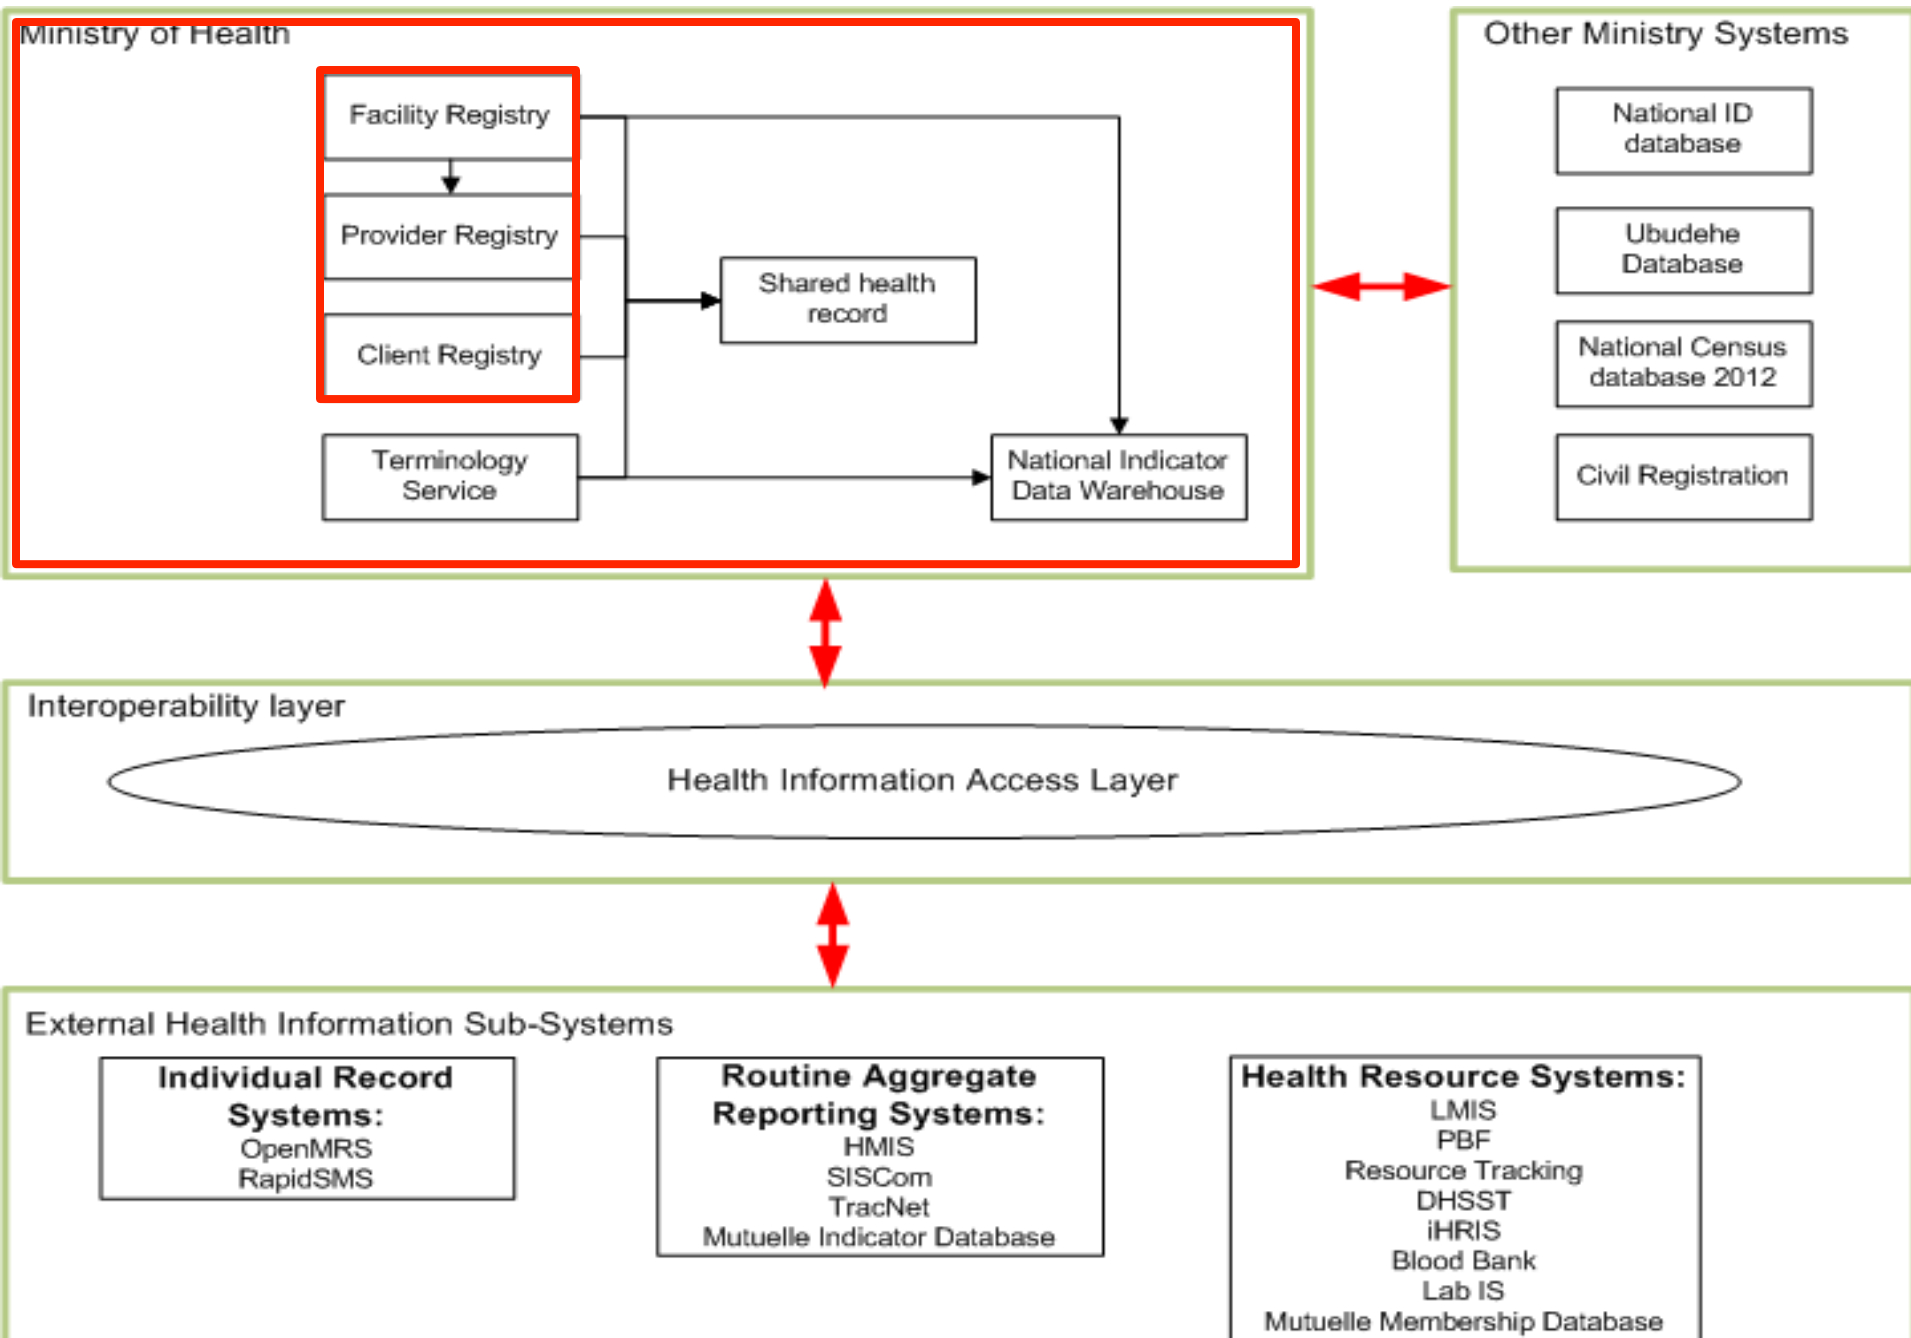 Ministry of Health
Facility Registry
Provider Registry
Client Registry
Terminology
Service
Shared health
record
National Indicator
Data Warehouse
Other Ministry Systems
National ID
database
Ubudehe
Database
National Census
database 2012
Civil Registration
Interoperability layer
Health Information Access Layer
External Health Information Sub-Systems
Individual Record
Systems:
OpenMRS
RapidSMS
Routine Aggregate
Reporting Systems:
HMIS
SISCom
TracNet
Mutuelle Indicator Database
Health Resource Systems:
LMIS
PBF
Resource Tracking
DHSST
iHRIS
Blood Bank
Lab IS
Mutuelle Membership Database